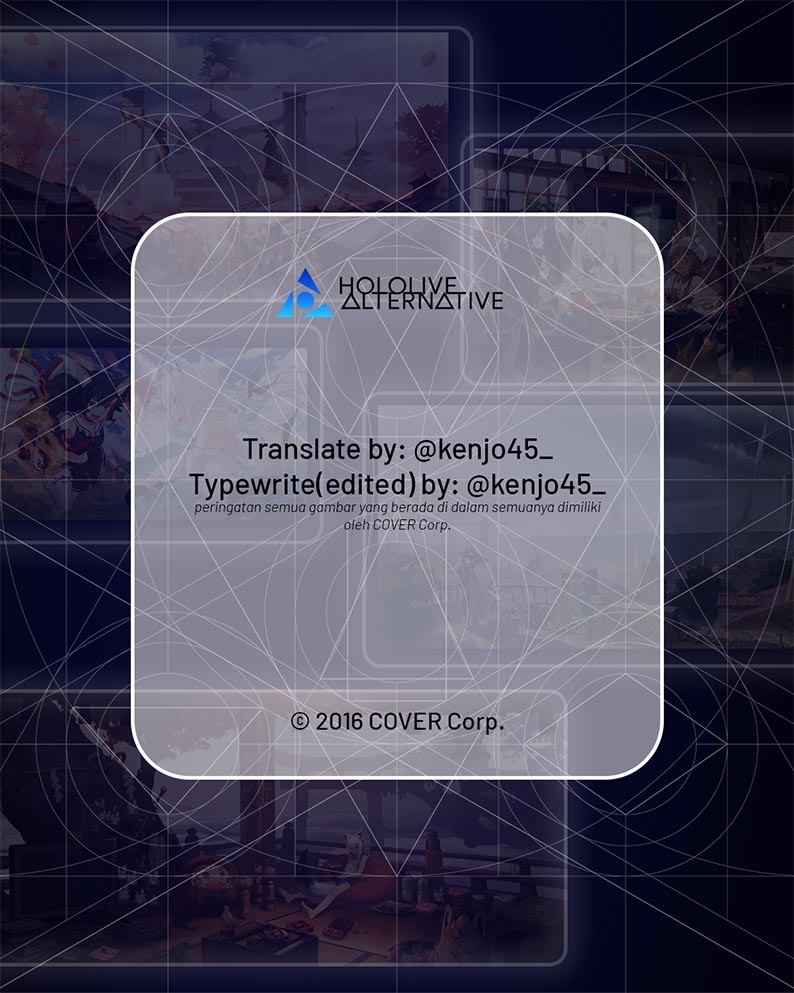 HOLOLIVE
ALTERNATIVE
Translate by: @kenjo45_
Typewrite(edited) by: @kenjo45_
peringatan semua gambar yang berada di dalam semuanya dimiliki
oleh COVER Corp.
© 2016 COVER Corp.